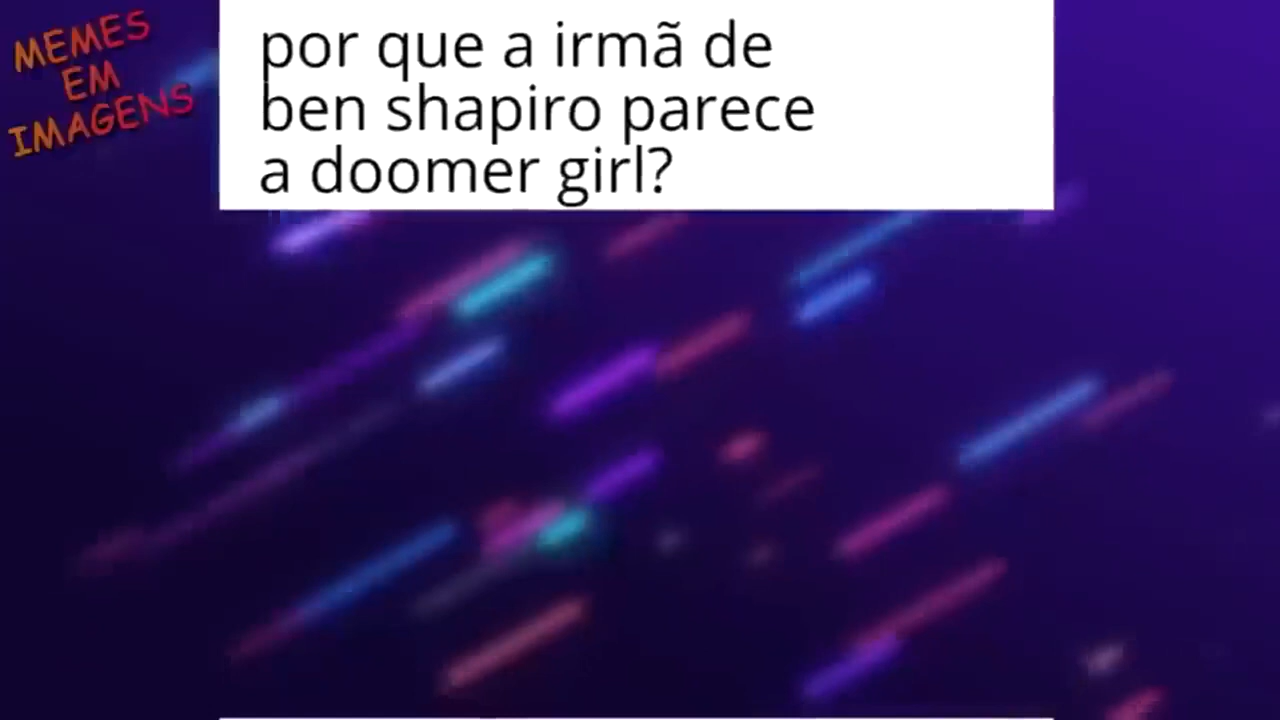 MEMES
EM
IMAGENS
por que a irmã de
ben shapiro parece
a doomer girl?